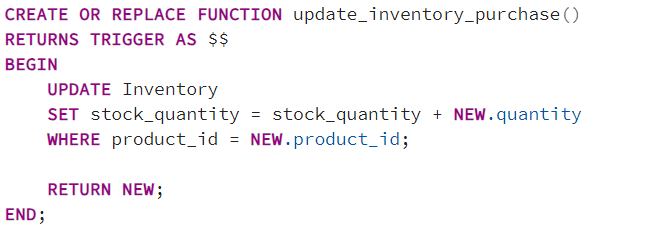 CREATE OR REPLACE FUNCTION update_inventory_purchase()
RETURNS TRIGGER AS $$
BEGIN
    UPDATE Inventory
    SET stock_quantity = stock_quantity + NEW.quantity
    WHERE product_id = NEW.product_id;

    RETURN NEW;
END;